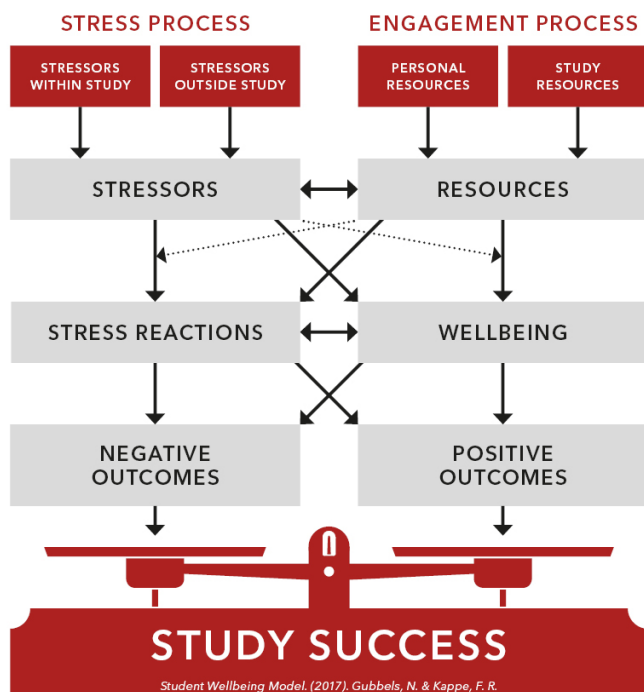 STRESS PROCESS
ENGAGEMENT PROCESS
STRESSORS
WITHIN STUDY
STRESSORS
OUTSIDE STUDY
PERSONAL
RESOURCES
STUDY
RESOURCES
STRESSORS
RESOURCES
STRESS REACTIONS
WELLBEING
NEGATIVE
OUTCOMES
POSITIVE
OUTCOMES
STUDY SUCCESS
Student Wellbeing Model. (2017). Gubbels, N. & Kappe, F. R.